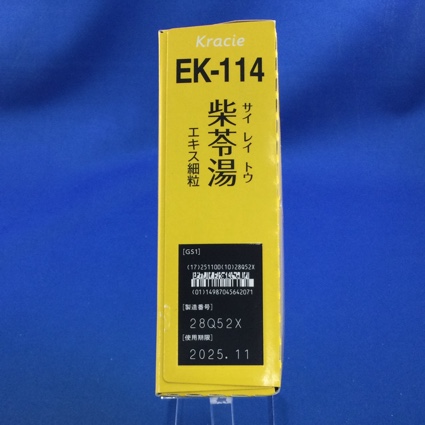 Kracie
EK-114
柴苓湯
サイ レイ トウ
エキス細粒
[GS1]
(17)251100(10)28Q52X
(01)14987045642071
[製造番号]
28Q52X
[使用期限]
2025.11